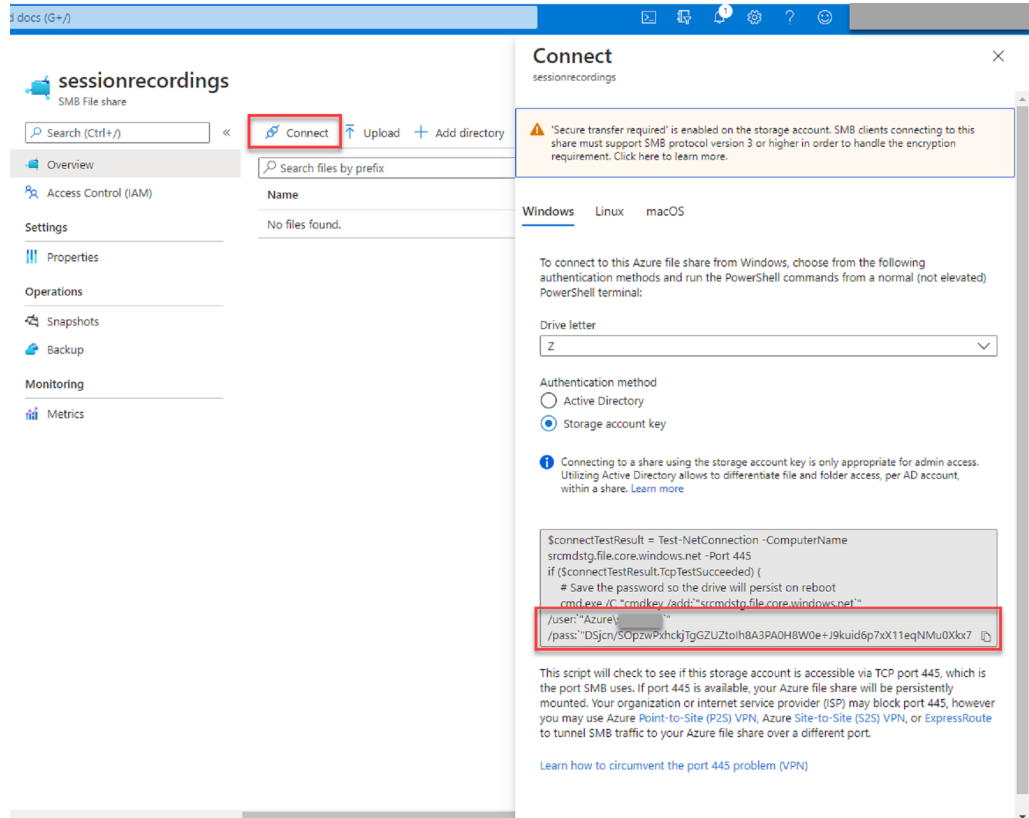 d docs (G+/)
1
sessionrecordings
SMB File share
Search (Ctrl+/)
«
Overview
Access Control (IAM)
Settings
Properties
Operations
Snapshots
Backup
Monitoring
Metrics
Connect
Upload
Add directory
Search files by prefix
Name
No files found.
Connect
sessionrecordings
'Secure transfer required' is enabled on the storage account. SMB clients connecting to this
share must support SMB protocol version 3 or higher in order to handle the encryption
requirement. Click here to learn more.
Windows Linux macOS
To connect to this Azure file share from Windows, choose from the following
authentication methods and run the PowerShell commands from a normal (not elevated)
PowerShell terminal:
Drive letter
Z
Authentication method
Active Directory
Storage account key
Connecting to a share using the storage account key is only appropriate for admin access.
Utilizing Active Directory allows to differentiate file and folder access, per AD account,
within a share. Learn more
$connectTestResult = Test-NetConnection -ComputerName
srcmdstg.file.core.windows.net -Port 445
if ($connectTestResult.TcpTestSucceeded) {
# Save the password so the drive will persist on reboot
cmd.exe /C "cmdkey /add:`"srcmdstg.file.core.windows.net`"
/user:`"Azure\ `"
/pass:`"DSjcn/SOpzwPxhckjTgGZUZtoIh8A3PA0H8W0e+J9kuid6p7xX11eqNMu0Xkx7
This script will check to see if this storage account is accessible via TCP port 445, which is
the port SMB uses. If port 445 is available, your Azure file share will be persistently
mounted. Your organization or internet service provider (ISP) may block port 445, however
you may use Azure Point-to-Site (P2S) VPN, Azure Site-to-Site (S2S) VPN, or ExpressRoute
to tunnel SMB traffic to your Azure file share over a different port.
Learn how to circumvent the port 445 problem (VPN)